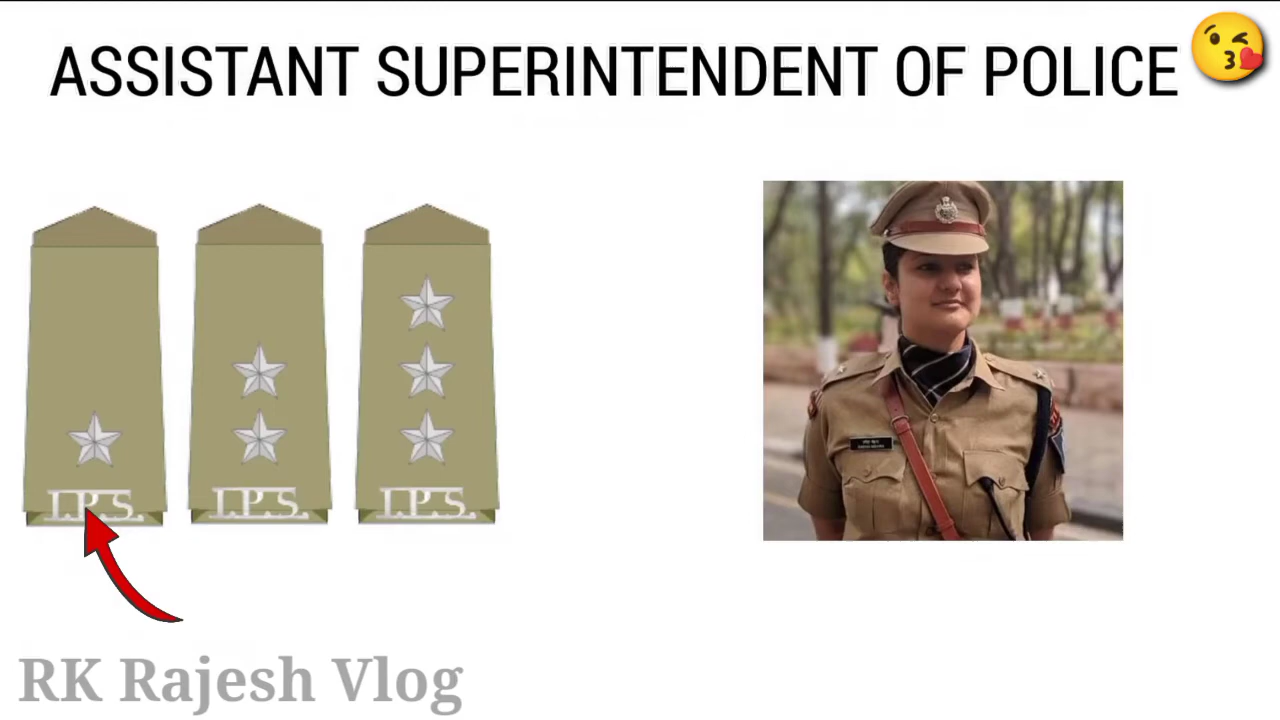 ASSISTANT SUPERINTENDENT OF POLICE
I.P.S. I.P.S. I.P.S.
RK Rajesh Vlog